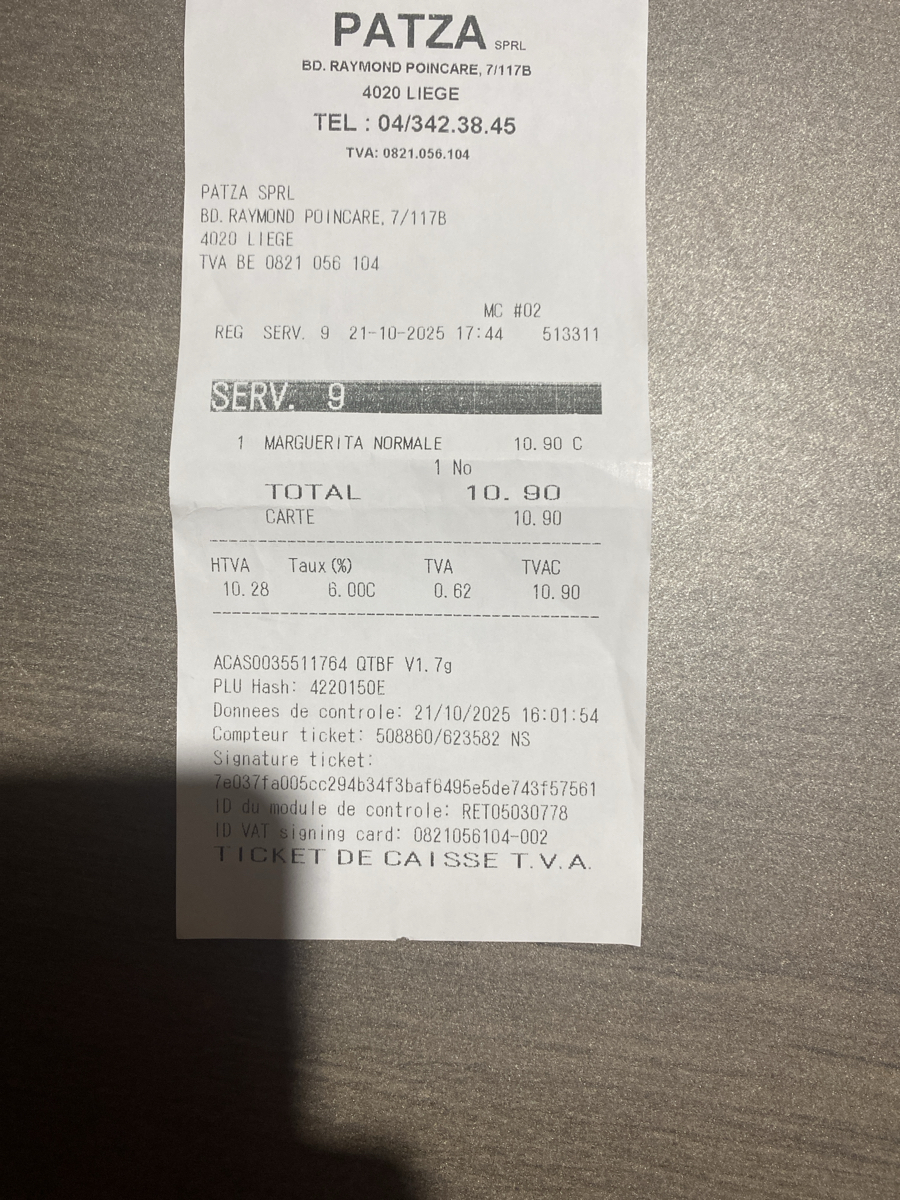 PATZA SPRL
BD. RAYMOND POINCARE, 7/117B
4020 LIEGE
TEL : 04/342.38.45
TVA: 0821.056.104
PATZA SPRL
BD. RAYMOND POINCARE, 7/117B
4020 LIEGE
TVA BE 0821 056 104
MC #02
REG SERV. 9 21-10-2025 17:44 513311
SERV. 9
1 MARGUERITA NORMALE 10.90 C
1 No
TOTAL 10.90
CARTE 10.90
HTVA Taux (%) TVA TVAC
10.28 6.00C 0.62 10.90
ACAS0035511764 QTBF V1.7g
PLU Hash: 4220150E
Donnees de controle: 21/10/2025 16:01:54
Compteur ticket: 508860/623582 NS
Signature ticket:
7e037fa005cc294b34f3baf6495e5de743f57561
ID du module de controle: RET05030778
ID VAT signing card: 0821056104-002
TICKET DE CAISSE T.V.A.